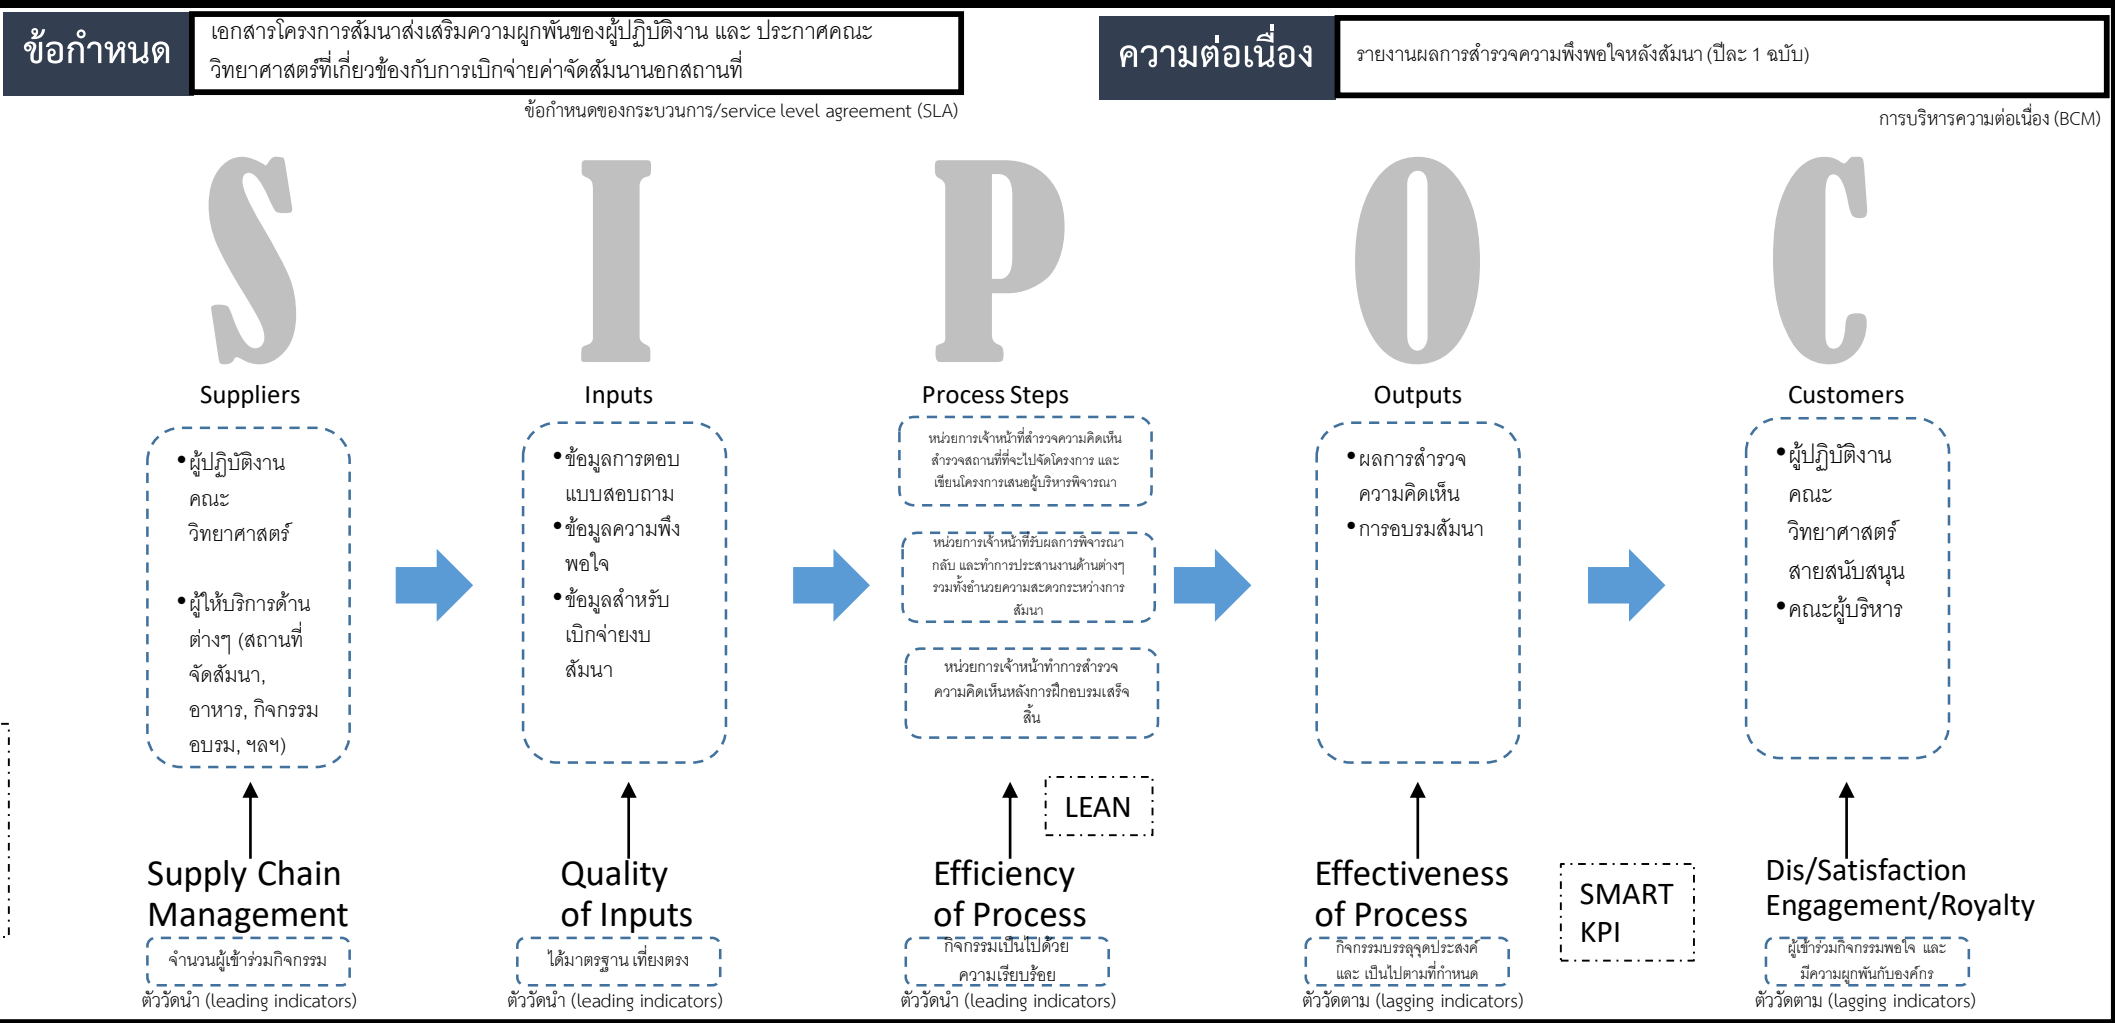 ข้อกำหนด
เอกสารโครงการสัมนาส่งเสริมความผูกพันของผู้ปฏิบัติงาน และ ประกาศคณะ
วิทยาศาสตร์ที่เกี่ยวข้องกับการเบิกจ่ายค่าจัดสัมนานอกสถานที่
ข้อกำหนดของกระบวนการ/service level agreement (SLA)
ความต่อเนื่อง
รายงานผลการสำรวจความพึงพอใจหลังสัมนา (ปีละ 1 ฉบับ)
การบริหารความต่อเนื่อง (BCM)
S I P O C
Suppliers
•ผู้ปฏิบัติงาน
คณะ
วิทยาศาสตร์
•ผู้ให้บริการด้าน
ต่างๆ (สถานที่
จัดสัมนา,
อาหาร, กิจกรรม
อบรม, ฯลฯ)
Supply Chain
Management
จำนวนผู้เข้าร่วมกิจกรรม
ตัววัดนำ (leading indicators)
Inputs
•ข้อมูลการตอบ
แบบสอบถาม
•ข้อมูลความพึง
พอใจ
•ข้อมูลสำหรับ
เบิกจ่ายงบ
สัมนา
Quality
of Inputs
ได้มาตรฐาน เที่ยงตรง
ตัววัดนำ (leading indicators)
Process Steps
หน่วยการเจ้าหน้าที่สำรวจความคิดเห็น
สำรวจสถานที่ที่จะไปจัดโครงการ และ
เขียนโครงการเสนอผู้บริหารพิจารณา
หน่วยการเจ้าหน้าที่รับผลการพิจารณา
กลับ และทำการประสานงานด้านต่างๆ
รวมทั้งอำนวยความสะดวกระหว่างการ
สัมนา
หน่วยการเจ้าหน้าทำการสำรวจ
ความคิดเห็นหลังการฝึกอบรมเสร็จ
สิ้น
LEAN
Efficiency
of Process
กิจกรรมเป็นไปด้วย
ความเรียบร้อย
ตัววัดนำ (leading indicators)
Outputs
•ผลการสำรวจ
ความคิดเห็น
•การอบรมสัมนา
Effectiveness
of Process
กิจกรรมบรรลุจุดประสงค์
และ เป็นไปตามที่กำหนด
ตัววัดตาม (lagging indicators)
SMART
KPI
Customers
•ผู้ปฏิบัติงาน
คณะ
วิทยาศาสตร์
สายสนับสนุน
•คณะผู้บริหาร
Dis/Satisfaction
Engagement/Royalty
ผู้เข้าร่วมกิจกรรมพอใจ และ
มีความผูกพันกับองค์กร
ตัววัดตาม (lagging indicators)